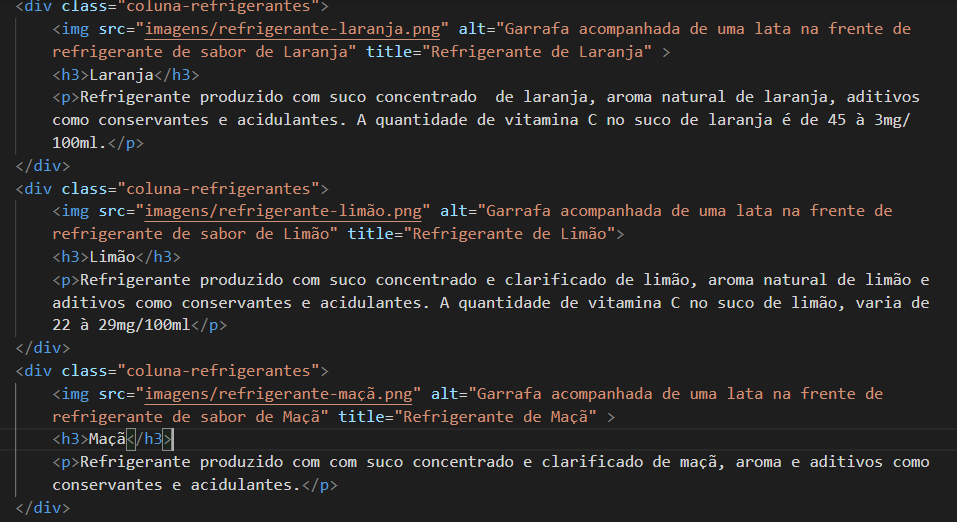 <div class="coluna-refrigerantes">
<img src="imagens/refrigerante-laranja.png" alt="Garrafa acompanhada de uma lata na frente de
refrigerante de sabor de Laranja" title="Refrigerante de Laranja" >
<h3>Laranja</h3>
<p>Refrigerante produzido com suco concentrado  de laranja, aroma natural de laranja, aditivos
como conservantes e acidulantes. A quantidade de vitamina C no suco de laranja é de 45 à 3mg/
100ml.</p>
</div>
<div class="coluna-refrigerantes">
<img src="imagens/refrigerante-limão.png" alt="Garrafa acompanhada de uma lata na frente de
refrigerante de sabor de Limão" title="Refrigerante de Limão">
<h3>Limão</h3>
<p>Refrigerante produzido com suco concentrado e clarificado de limão, aroma natural de limão e
aditivos como conservantes e acidulantes. A quantidade de vitamina C no suco de limão, varia de
22 à 29mg/100ml</p>
</div>
<div class="coluna-refrigerantes">
<img src="imagens/refrigerante-maçã.png" alt="Garrafa acompanhada de uma lata na frente de
refrigerante de sabor de Maçã" title="Refrigerante de Maçã" >
<h3>Maçã</h3>
<p>Refrigerante produzido com com suco concentrado e clarificado de maçã, aroma e aditivos como
conservantes e acidulantes.</p>
</div>